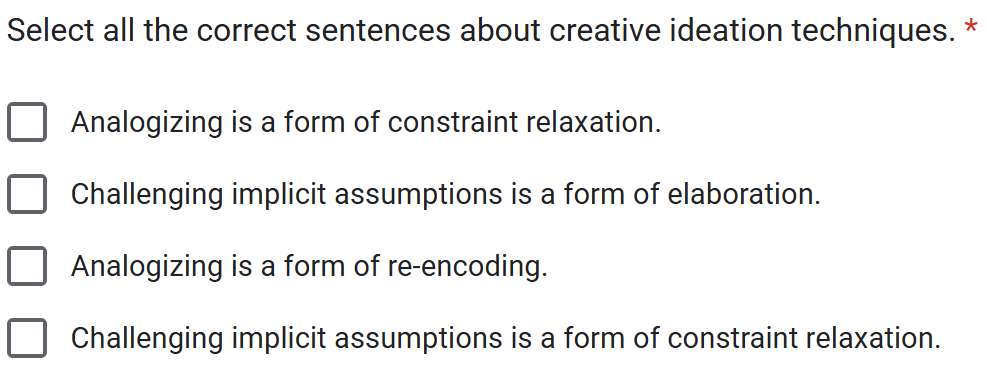 Select all the correct sentences about creative ideation techniques. *
Analogizing is a form of constraint relaxation.
Challenging implicit assumptions is a form of elaboration.
Analogizing is a form of re-encoding.
Challenging implicit assumptions is a form of constraint relaxation.